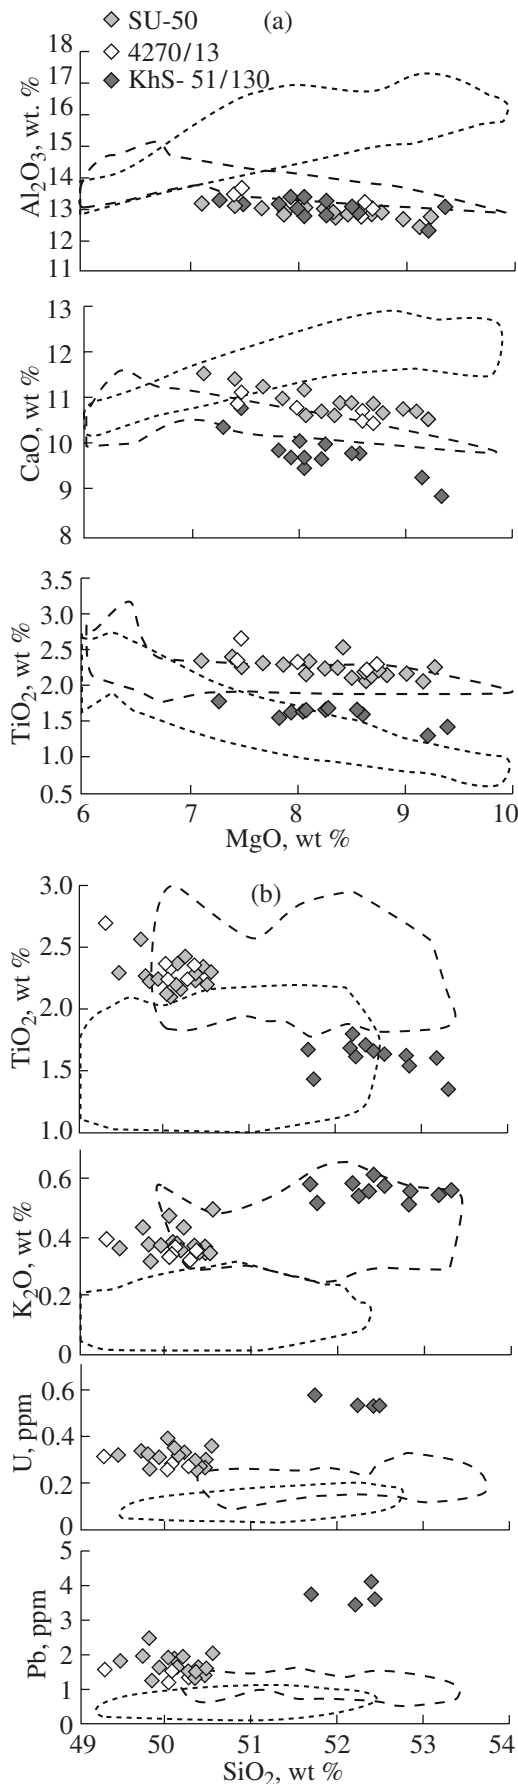 SU-50
(a)
4270/13
KhS- 51/130
Al₂O₃, wt. %
18
17
16
15
14
13
12
11
CaO, wt %
13
12
11
10
9
8
TiO₂, wt %
3.5
3.0
2.5
2.0
1.5
1.0
0.5
6 7 8 9 10
MgO, wt %
(b)
TiO₂, wt %
3.0
2.0
1.5
1.0
K₂O, wt %
0.6
0.4
0.2
0
U, ppm
0.6
0.4
0.2
0
Pb, ppm
5
4
3
2
1
0
49 50 51 52 53 54
SiO₂, wt %